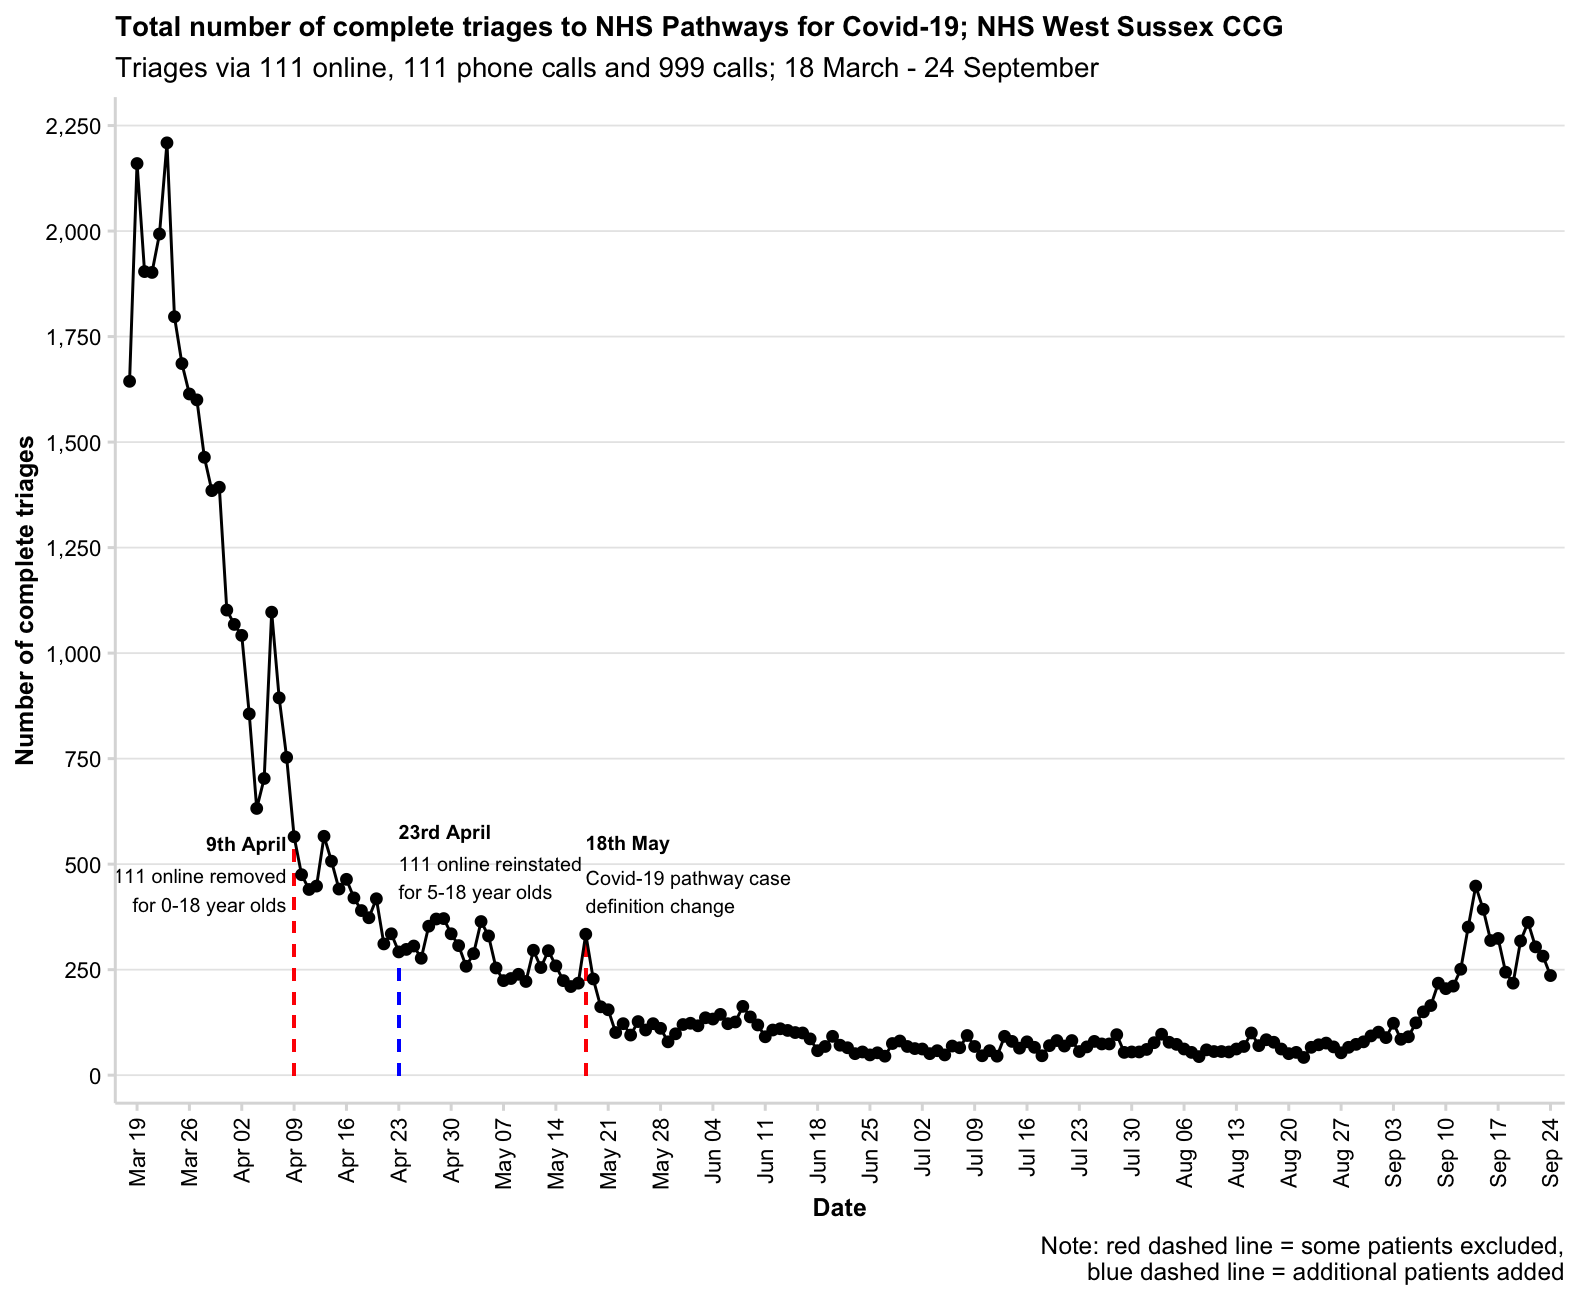 Total number of complete triages to NHS Pathways for Covid-19; NHS West Sussex CCG
Triages via 111 online, 111 phone calls and 999 calls; 18 March - 24 September
Number of complete triages
2,250
2,000
1,750
1,500
1,250
1,000
750
500
250
0
9th April
111 online removed
for 0-18 year olds
23rd April
111 online reinstated
for 5-18 year olds
18th May
Covid-19 pathway case
definition change
Mar 19
Mar 26
Apr 02
Apr 09
Apr 16
Apr 23
Apr 30
May 07
May 14
May 21
May 28
Jun 04
Jun 11
Jun 18
Jun 25
Jul 02
Jul 09
Jul 16
Jul 23
Jul 30
Aug 06
Aug 13
Aug 20
Aug 27
Sep 03
Sep 10
Sep 17
Sep 24
Date
Note: red dashed line = some patients excluded,
blue dashed line = additional patients added